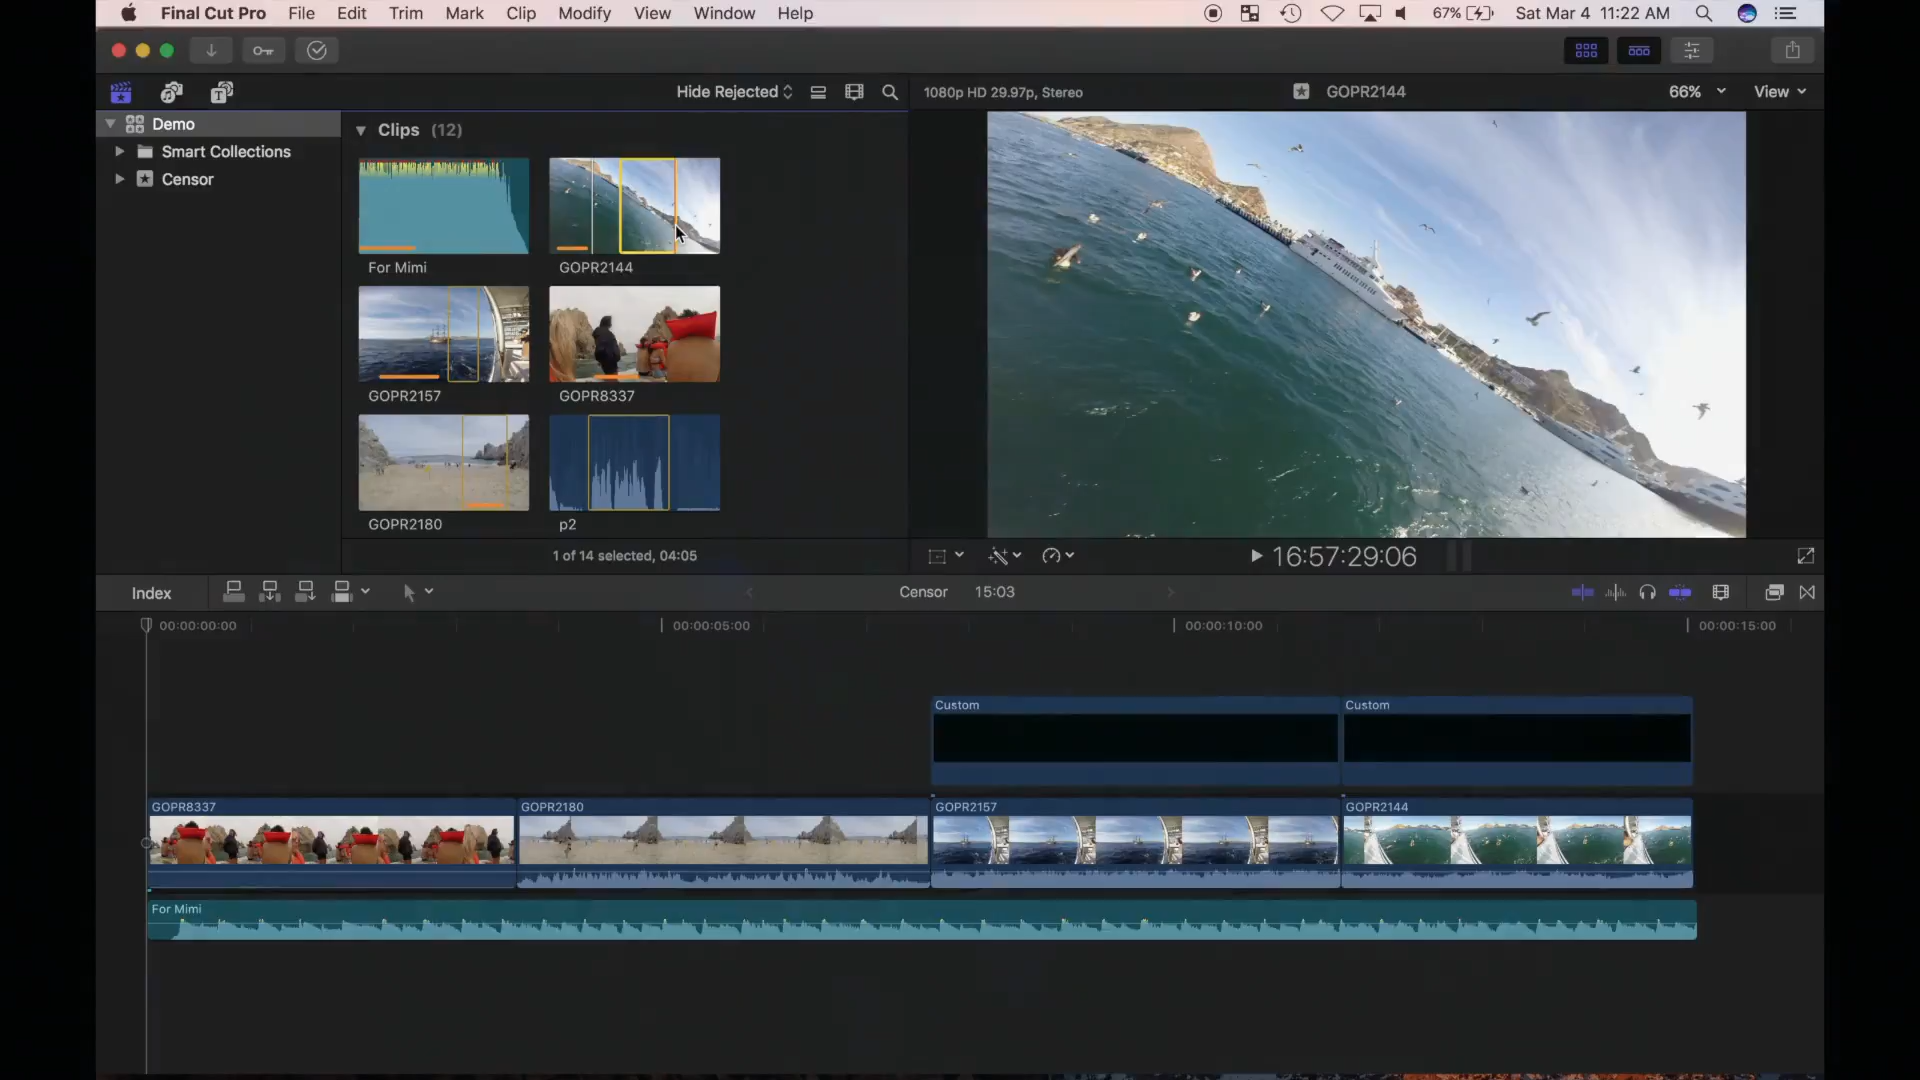 Final Cut Pro File Edit Trim Mark Clip Modify View Window Help 67% Sat Mar 4 11:22 AM
Hide Rejected 1080p HD 29.97p, Stereo GOPR2144 66% View
Demo
Smart Collections
Censor
Clips (12)
For Mimi GOPR2144
GOPR2157 GOPR8337
GOPR2180 p2
1 of 14 selected, 04:05 16:57:29:06
Index Censor 15:03
00:00:00:00 00:00:05:00 00:00:10:00 00:00:15:00
Custom Custom
GOPR8337 GOPR2180 GOPR2157 GOPR2144
For Mimi